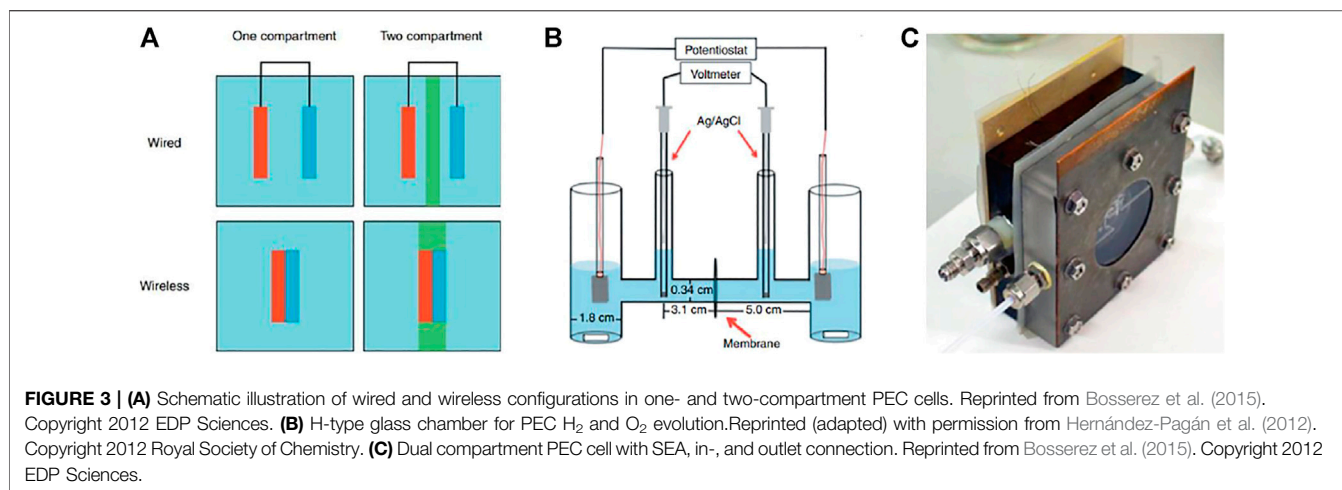 A
One compartment
Two compartment
Wired
Wireless
B
Potentiostat
Voltmeter
Ag/AgCl
0.34 cm
1.8 cm
3.1 cm
5.0 cm
Membrane
C
FIGURE 3 | (A) Schematic illustration of wired and wireless configurations in one- and two-compartment PEC cells. Reprinted from Bosserez et al. (2015).
Copyright 2012 EDP Sciences. (B) H-type glass chamber for PEC H₂ and O₂ evolution.Reprinted (adapted) with permission from Hernández-Pagán et al. (2012).
Copyright 2012 Royal Society of Chemistry. (C) Dual compartment PEC cell with SEA, in-, and outlet connection. Reprinted from Bosserez et al. (2015). Copyright 2012
EDP Sciences.